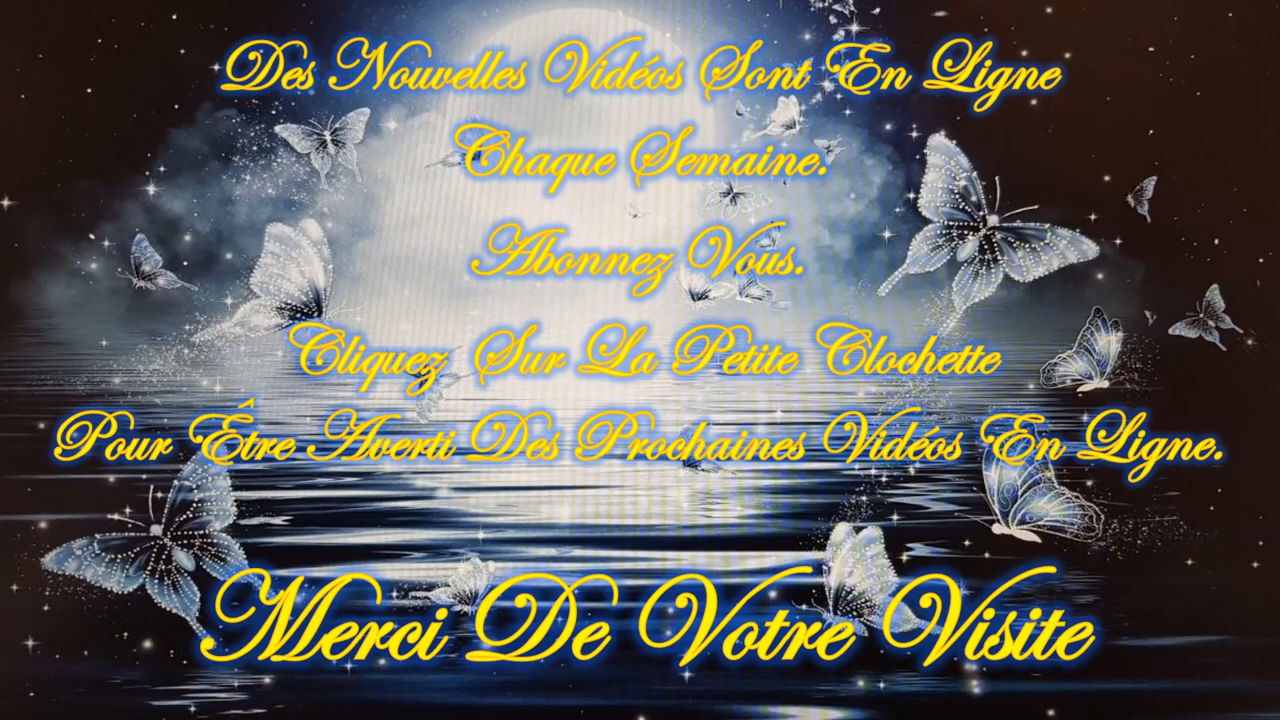 Des Nouvelles Vidéos Sont En Ligne
Chaque Semaine.
Abonnez Vous.
Cliquez Sur La Petite Clochette
Pour Être Averti Des Prochaines Vidéos En Ligne.
Merci De Votre Visite